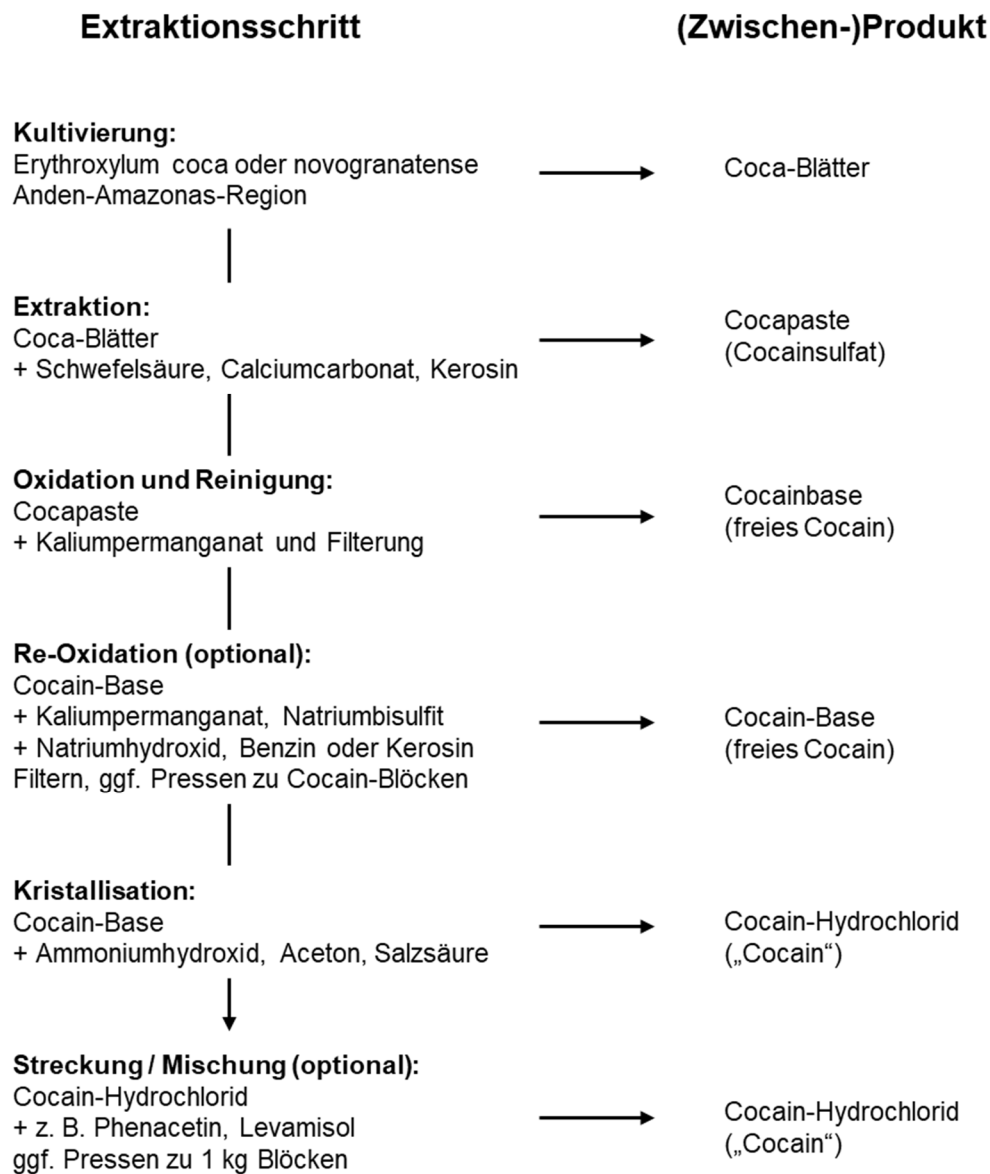 Extraktionsschritt
(Zwischen-)Produkt
Kultivierung:
Erythroxylum coca oder novogranatense
Anden-Amazonas-Region
Coca-Blätter
Extraktion:
Coca-Blätter
+ Schwefelsäure, Calciumcarbonat, Kerosin
Cocapaste
(Cocainsulfat)
Oxidation und Reinigung:
Cocapaste
+ Kaliumpermanganat und Filterung
Cocainbase
(freies Cocain)
Re-Oxidation (optional):
Cocain-Base
+ Kaliumpermanganat, Natriumbisulfit
+ Natriumhydroxid, Benzin oder Kerosin
Filtern, ggf. Pressen zu Cocain-Blöcken
Cocain-Base
(freies Cocain)
Kristallisation:
Cocain-Base
+ Ammoniumhydroxid, Aceton, Salzsäure
Cocain-Hydrochlorid
(„Cocain“)
Streckung / Mischung (optional):
Cocain-Hydrochlorid
+ z. B. Phenacetin, Levamisol
ggf. Pressen zu 1 kg Blöcken
Cocain-Hydrochlorid
(„Cocain“)